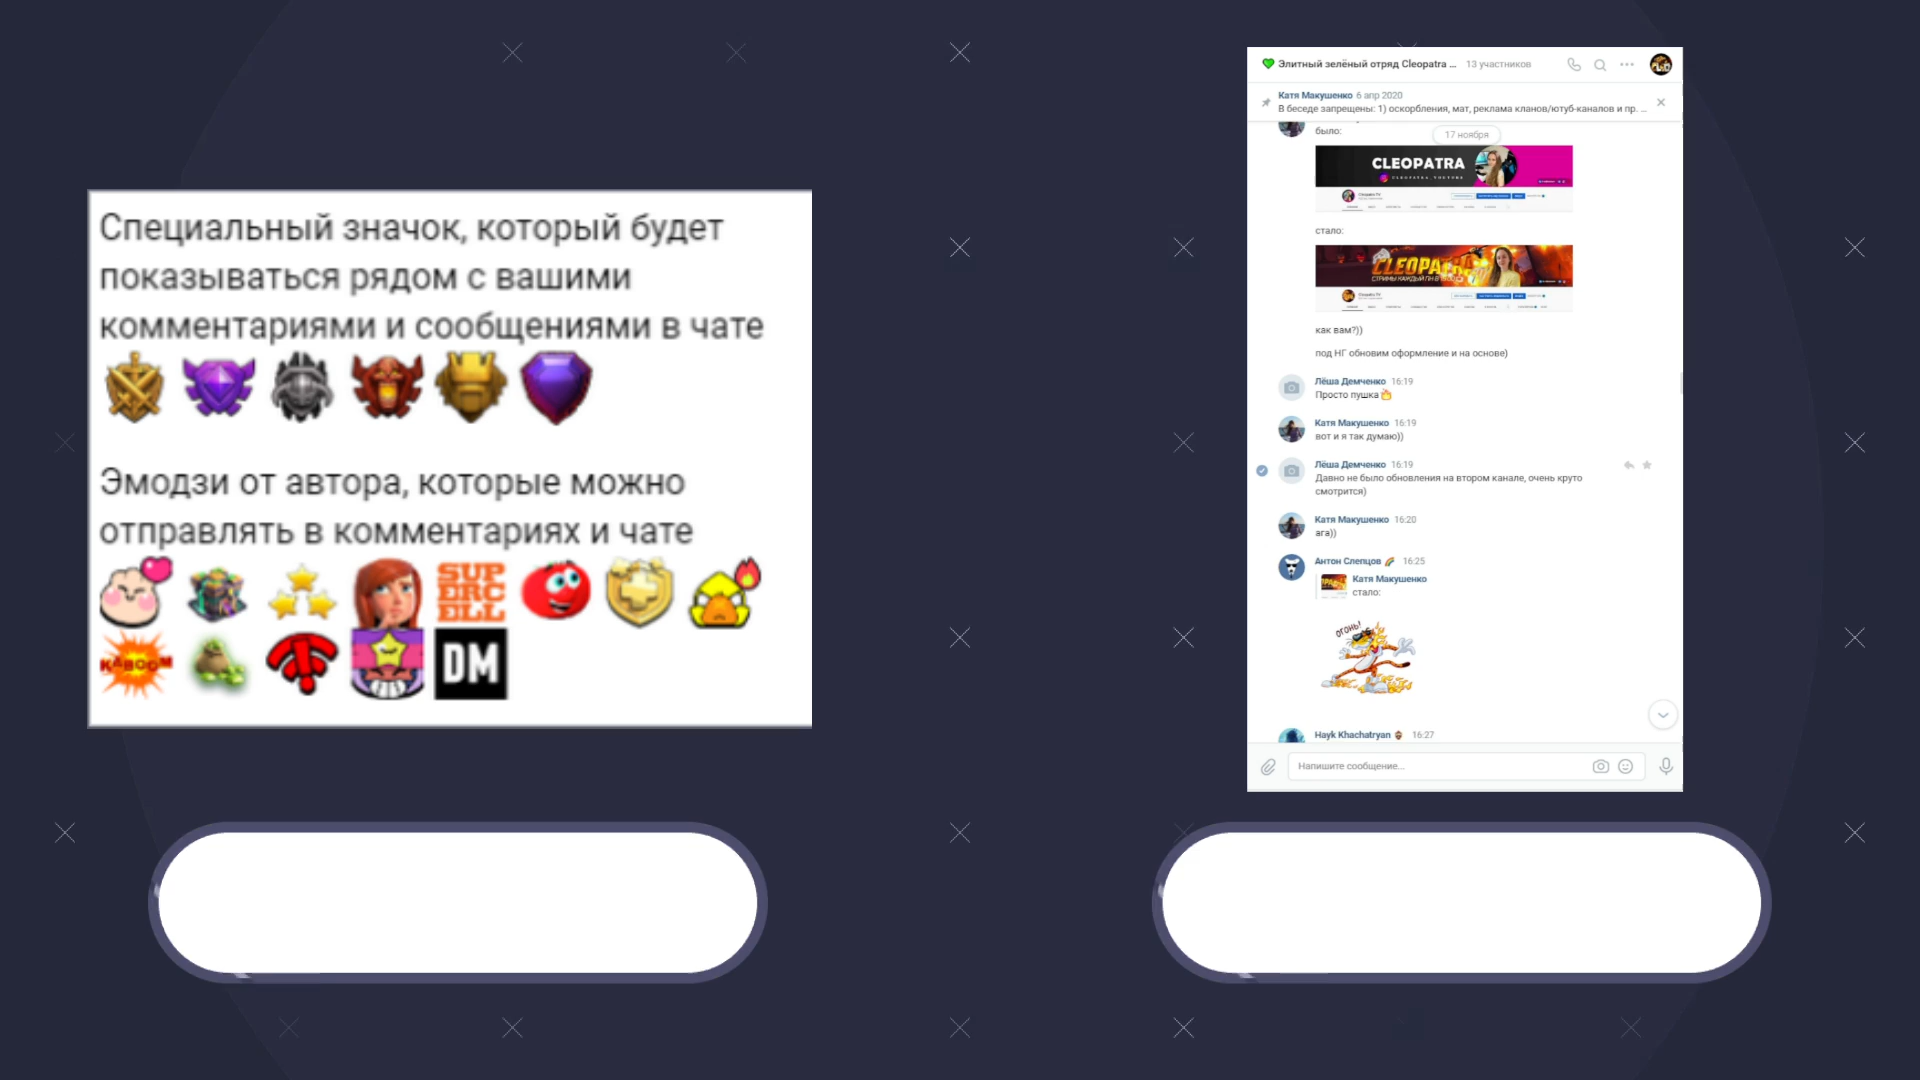 Специальный значок, который будет
показываться рядом с вашими
комментариями и сообщениями в чате
Эмодзи от автора, которые можно
отправлять в комментариях и чате
SUP
ERC
ELL
KABOOM
DM
Элитный зелёный отряд Cleopatra ... 13 участников
Катя Макушенко 6 апр 2020
В беседе запрещены: 1) оскорбления, мат, реклама кланов/ютуб-каналов и пр. ...
было:
17 ноября
CLEOPATRA
CLEOPATRA_YOUTUBE
стало:
CLEOPATRA
как вам?))
под НГ обновим оформление и на основе)
Лёша Демченко 16:19
Просто пушка
Катя Макушенко 16:19
вот и я так думаю))
Лёша Демченко 16:19
Давно не было обновления на втором канале, очень круто
смотрится)
Катя Макушенко 16:20
ага))
Антон Слепцов 16:25
Катя Макушенко
стало:
ОГОНЬ!
Hayk Khachatryan 16:27
Напишите сообщение...